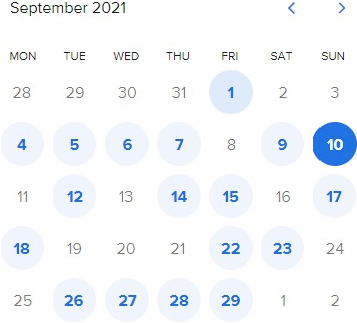 September 2021
MON TUE WED THU FRI SAT SUN
28 29 30 31 1 2 3
4 5 6 7 8 9 10
11 12 13 14 15 16 17
18 19 20 21 22 23 24
25 26 27 28 29 1 2